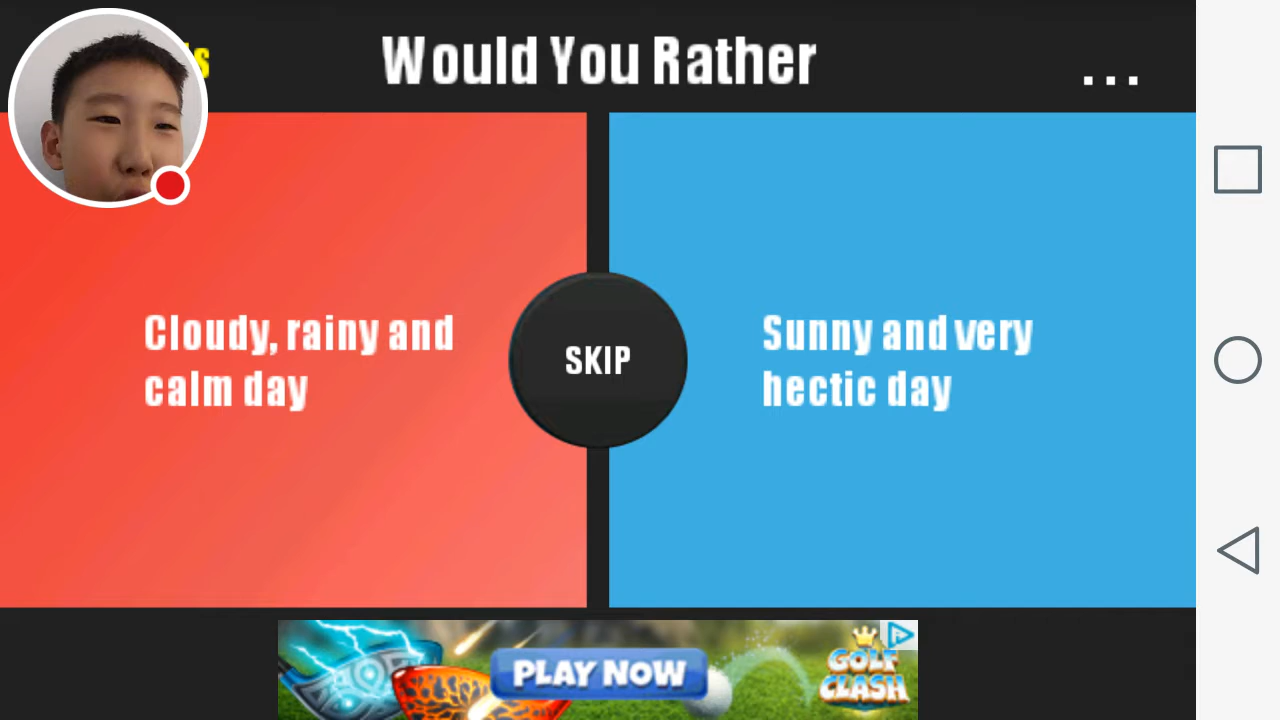 Would You Rather
...
Cloudy, rainy and
calm day
SKIP
Sunny and very
hectic day
PLAY NOW
GOLF
CLASH